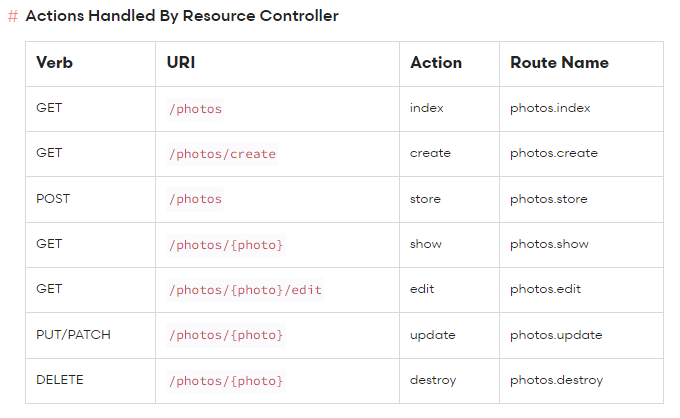 # Actions Handled By Resource Controller
Verb URI Action Route Name
GET /photos index photos.index
GET /photos/create create photos.create
POST /photos store photos.store
GET /photos/{photo} show photos.show
GET /photos/{photo}/edit edit photos.edit
PUT/PATCH /photos/{photo} update photos.update
DELETE /photos/{photo} destroy photos.destroy